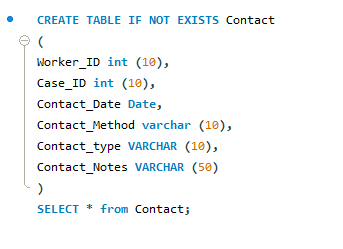 CREATE TABLE IF NOT EXISTS Contact
(
Worker_ID int (10),
Case_ID int (10),
Contact_Date Date,
Contact_Method varchar (10),
Contact_type VARCHAR (10),
Contact_Notes VARCHAR (50)
)
SELECT * from Contact;